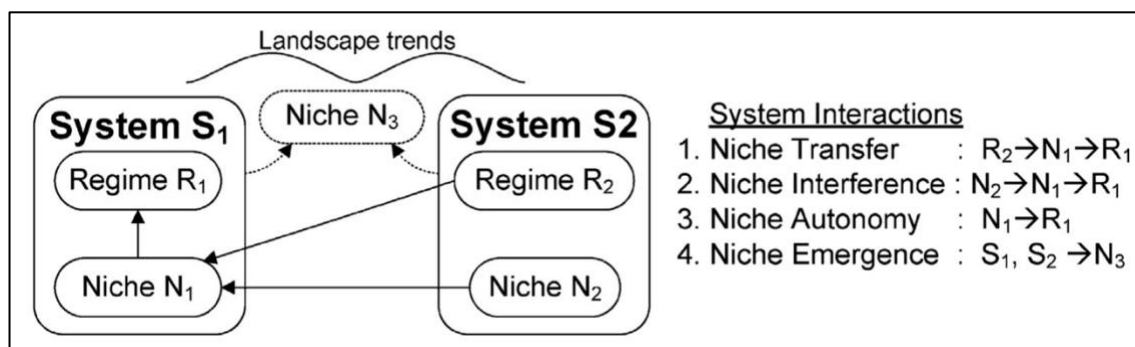 Landscape trends
System S₁
Niche N₃
System S2
Regime R₁
Regime R₂
Niche N₁
Niche N₂
System Interactions
1. Niche Transfer : R₂→N₁→R₁
2. Niche Interference : N₂→N₁→R₁
3. Niche Autonomy : N₁→R₁
4. Niche Emergence : S₁, S₂ →N₃